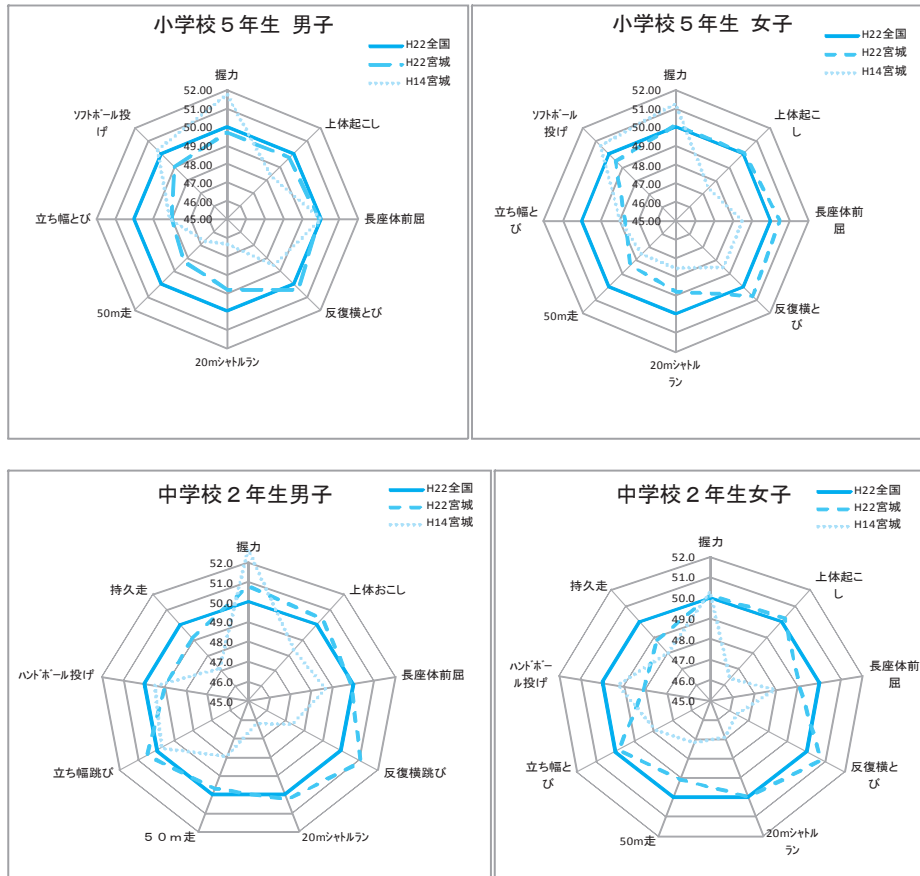 小学校５年生 男子
H22全国
H22宮城
H14宮城
握力
上体起こし
長座体前屈
反復横とび
20mｼｬﾄﾙﾗﾝ
50m走
立ち幅とび
ｿﾌﾄﾎﾞｰﾙ投
げ
52.00
51.00
50.00
49.00
48.00
47.00
46.00
45.00
小学校５年生 女子
H22全国
H22宮城
H14宮城
握力
上体起こ
し
長座体前
屈
反復横と
び
20mｼｬﾄﾙ
ﾗﾝ
50m走
立ち幅と
び
ｿﾌﾄﾎﾞｰﾙ
投げ
52.00
51.00
50.00
49.00
48.00
47.00
46.00
45.00
中学校２年生男子
H22全国
H22宮城
H14宮城
握力
上体おこし
長座体前屈
反復横跳び
20mｼｬﾄﾙﾗﾝ
５０ｍ走
立ち幅跳び
ﾊﾝﾄﾞﾎﾞｰﾙ投げ
持久走
52.0
51.0
50.0
49.0
48.0
47.0
46.0
45.0
中学校２年生女子
H22全国
H22宮城
H14宮城
握力
上体起こ
し
長座体前
屈
反復横と
び
20mｼｬﾄﾙ
ﾗﾝ
50m走
立ち幅と
び
ﾊﾝﾄﾞﾎﾞｰ
ﾙ投げ
持久走
52.0
51.0
50.0
49.0
48.0
47.0
46.0
45.0